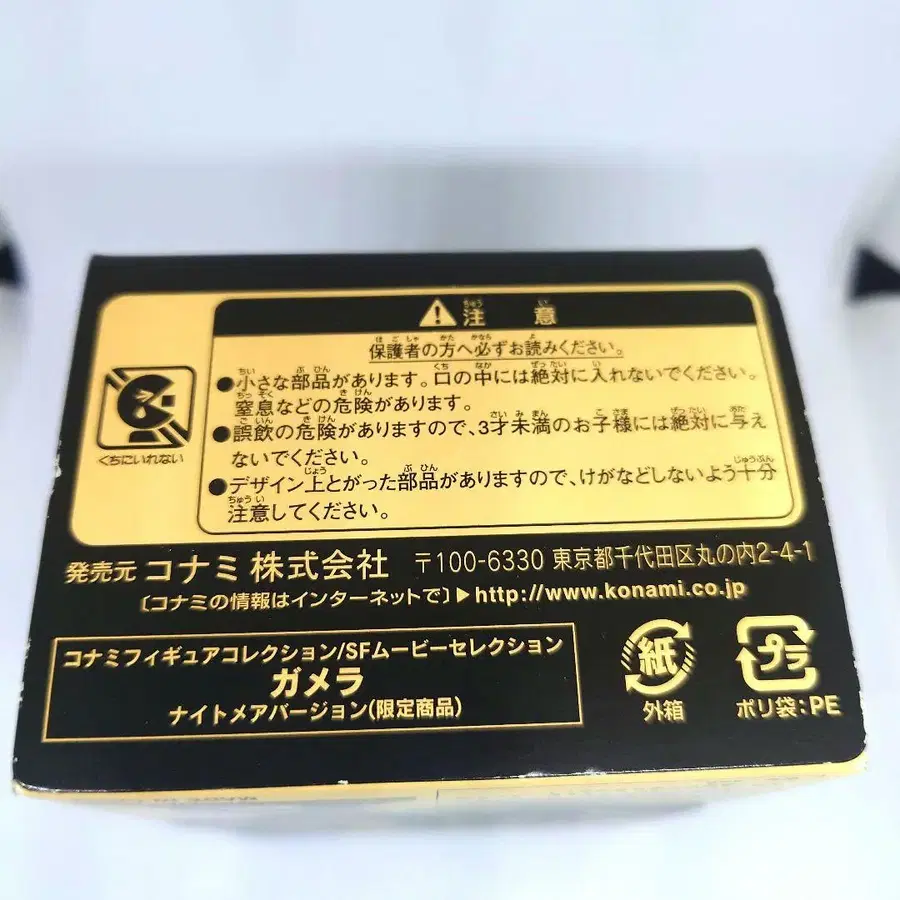 注意
保護者の方へ必ずお読みください。
●小さな部品があります。口の中には絶対に入れないでください。
窒息などの危険があります。
●誤飲の危険がありますので、3才未満のお子様には絶対に与え
ないでください。
●デザイン上とがった部品がありますので、けがなどしないよう十分
注意してください。
くちにいれない
発売元 コナミ 株式会社 〒100-6330 東京都千代田区丸の内2-4-1
〔コナミの情報はインターネットで〕▶http://www.konami.co.jp
コナミフィギュアコレクション/SFムービーセレクション
ガメラ
ナイトメアバージョン(限定商品)
紙
外箱
プラ
ポリ袋:PE